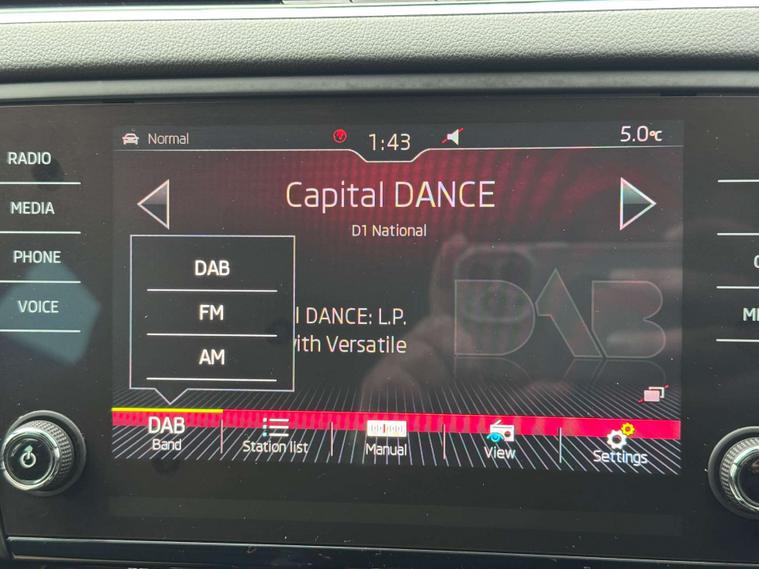 RADIO
MEDIA
PHONE
VOICE
Normal
1:43
5.0°C
Capital DANCE
D1 National
DAB
FM
AM
DANCE: L.P.
with Versatile
DAB
DAB
Band
Station list
Manual
View
Settings